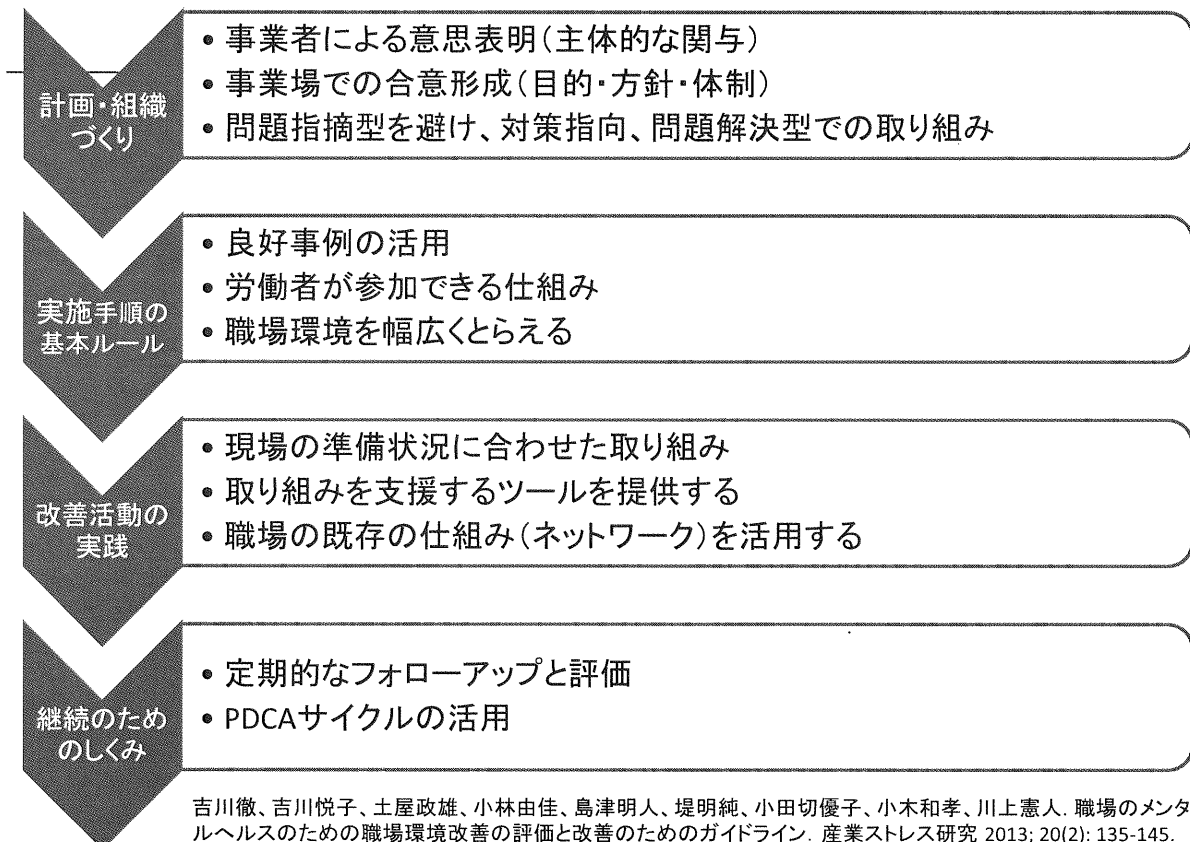 計画・組織
づくり
• 事業者による意思表明(主体的な関与)
• 事業場での合意形成(目的・方針・体制)
• 問題指摘型を避け、対策指向、問題解決型での取り組み
実施手順の
基本ルール
• 良好事例の活用
• 労働者が参加できる仕組み
• 職場環境を幅広くとらえる
改善活動の
実践
• 現場の準備状況に合わせた取り組み
• 取り組みを支援するツールを提供する
• 職場の既存の仕組み(ネットワーク)を活用する
継続のため
のしくみ
• 定期的なフォローアップと評価
• PDCAサイクルの活用
吉川徹、吉川悦子、土屋政雄、小林由佳、島津明人、堤明純、小田切優子、小木和孝、川上憲人. 職場のメンタ
ルヘルスのための職場環境改善の評価と改善のためのガイドライン. 産業ストレス研究 2013; 20(2): 135-145.